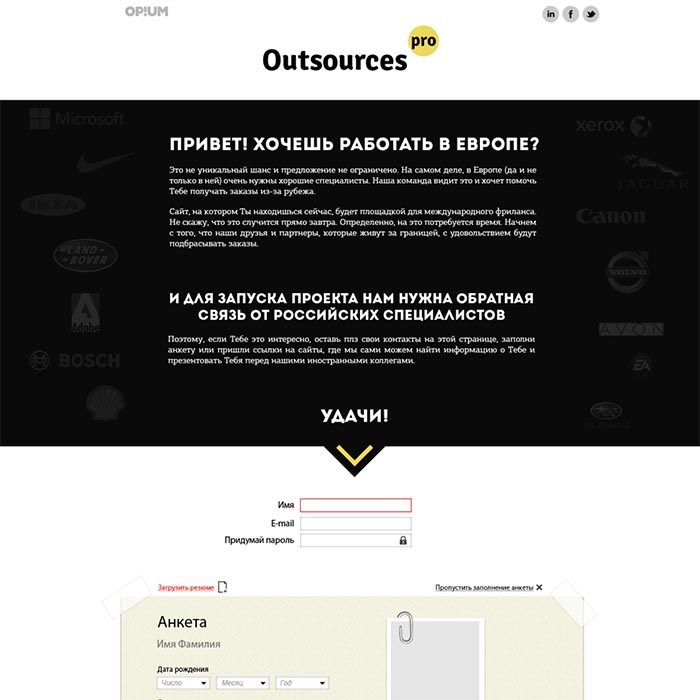 OP!UM
Outsources pro
Microsoft
xerox
JAGUAR
IKEA
Canon
LAND ROVER
VOLVO
Adobe
AVON
BOSCH
EA
SUBARU
ПРИВЕТ! ХОЧЕШЬ РАБОТАТЬ В ЕВРОПЕ?
Это не уникальный шанс и предложение не ограничено. На самом деле, в Европе (да и не
только в ней) очень нужны хорошие специалисты. Наша команда видит это и хочет помочь
Тебе получать заказы из-за рубежа.
Сайт, на котором Ты находишься сейчас, будет площадкой для международного фриланса.
Не скажу, что это случится прямо завтра. Определенно, на это потребуется время. Начнем
с того, что наши друзья и партнеры, которые живут за границей, с удовольствием будут
подбрасывать заказы.
И ДЛЯ ЗАПУСКА ПРОЕКТА НАМ НУЖНА ОБРАТНАЯ
СВЯЗЬ ОТ РОССИЙСКИХ СПЕЦИАЛИСТОВ
Поэтому, если Тебе это интересно, оставь плз свои контакты на этой странице, заполни
анкету или пришли ссылки на сайты, где мы сами можем найти информацию о Тебе и
презентовать Тебя перед нашими иностранными коллегами.
УДАЧИ!
Имя
E-mail
Придумай пароль
Загрузить резюме
Пропустить заполнение анкеты
Анкета
Имя Фамилия
Дата рождения
Число Месяц Год